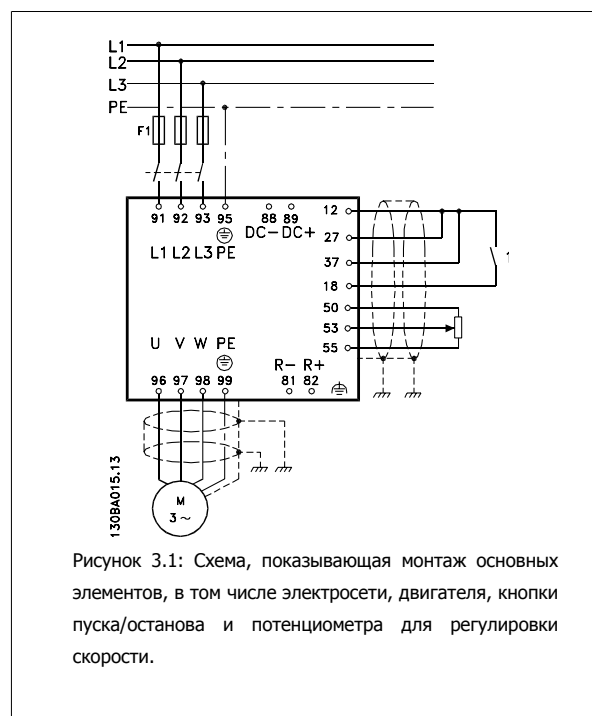 L1
L2
L3
PE
F1
91 92 93 95 88 89 12
DC- DC+
27
L1 L2 L3 PE
37
18
50
U V W PE
53
55
R- R+
96 97 98 99 81 82
M
3~
130BA015.13
Рисунок 3.1: Схема, показывающая монтаж основных
элементов, в том числе электросети, двигателя, кнопки
пуска/останова и потенциометра для регулировки
скорости.